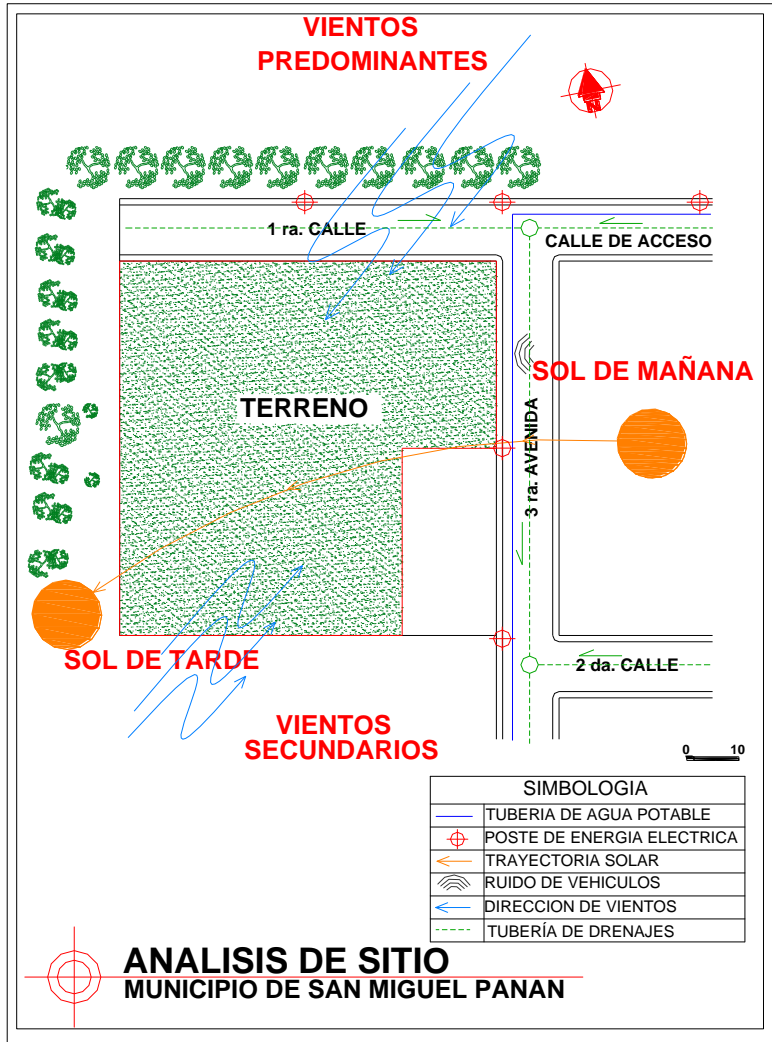 VIENTOS
PREDOMINANTES
N
1 ra. CALLE
CALLE DE ACCESO
SOL DE MAÑANA
TERRENO
3 ra. AVENIDA
SOL DE TARDE
2 da. CALLE
VIENTOS
SECUNDARIOS
0 10
SIMBOLOGIA
TUBERIA DE AGUA POTABLE
POSTE DE ENERGIA ELECTRICA
TRAYECTORIA SOLAR
RUIDO DE VEHICULOS
DIRECCION DE VIENTOS
TUBERÍA DE DRENAJES
ANALISIS DE SITIO
MUNICIPIO DE SAN MIGUEL PANAN